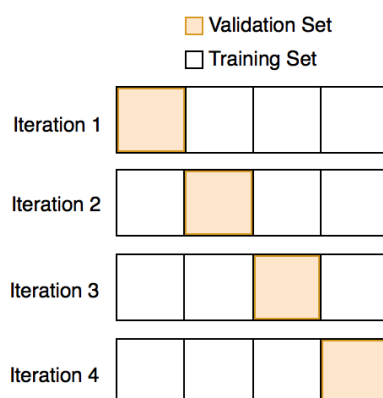 Validation Set
Training Set
Iteration 1
Iteration 2
Iteration 3
Iteration 4